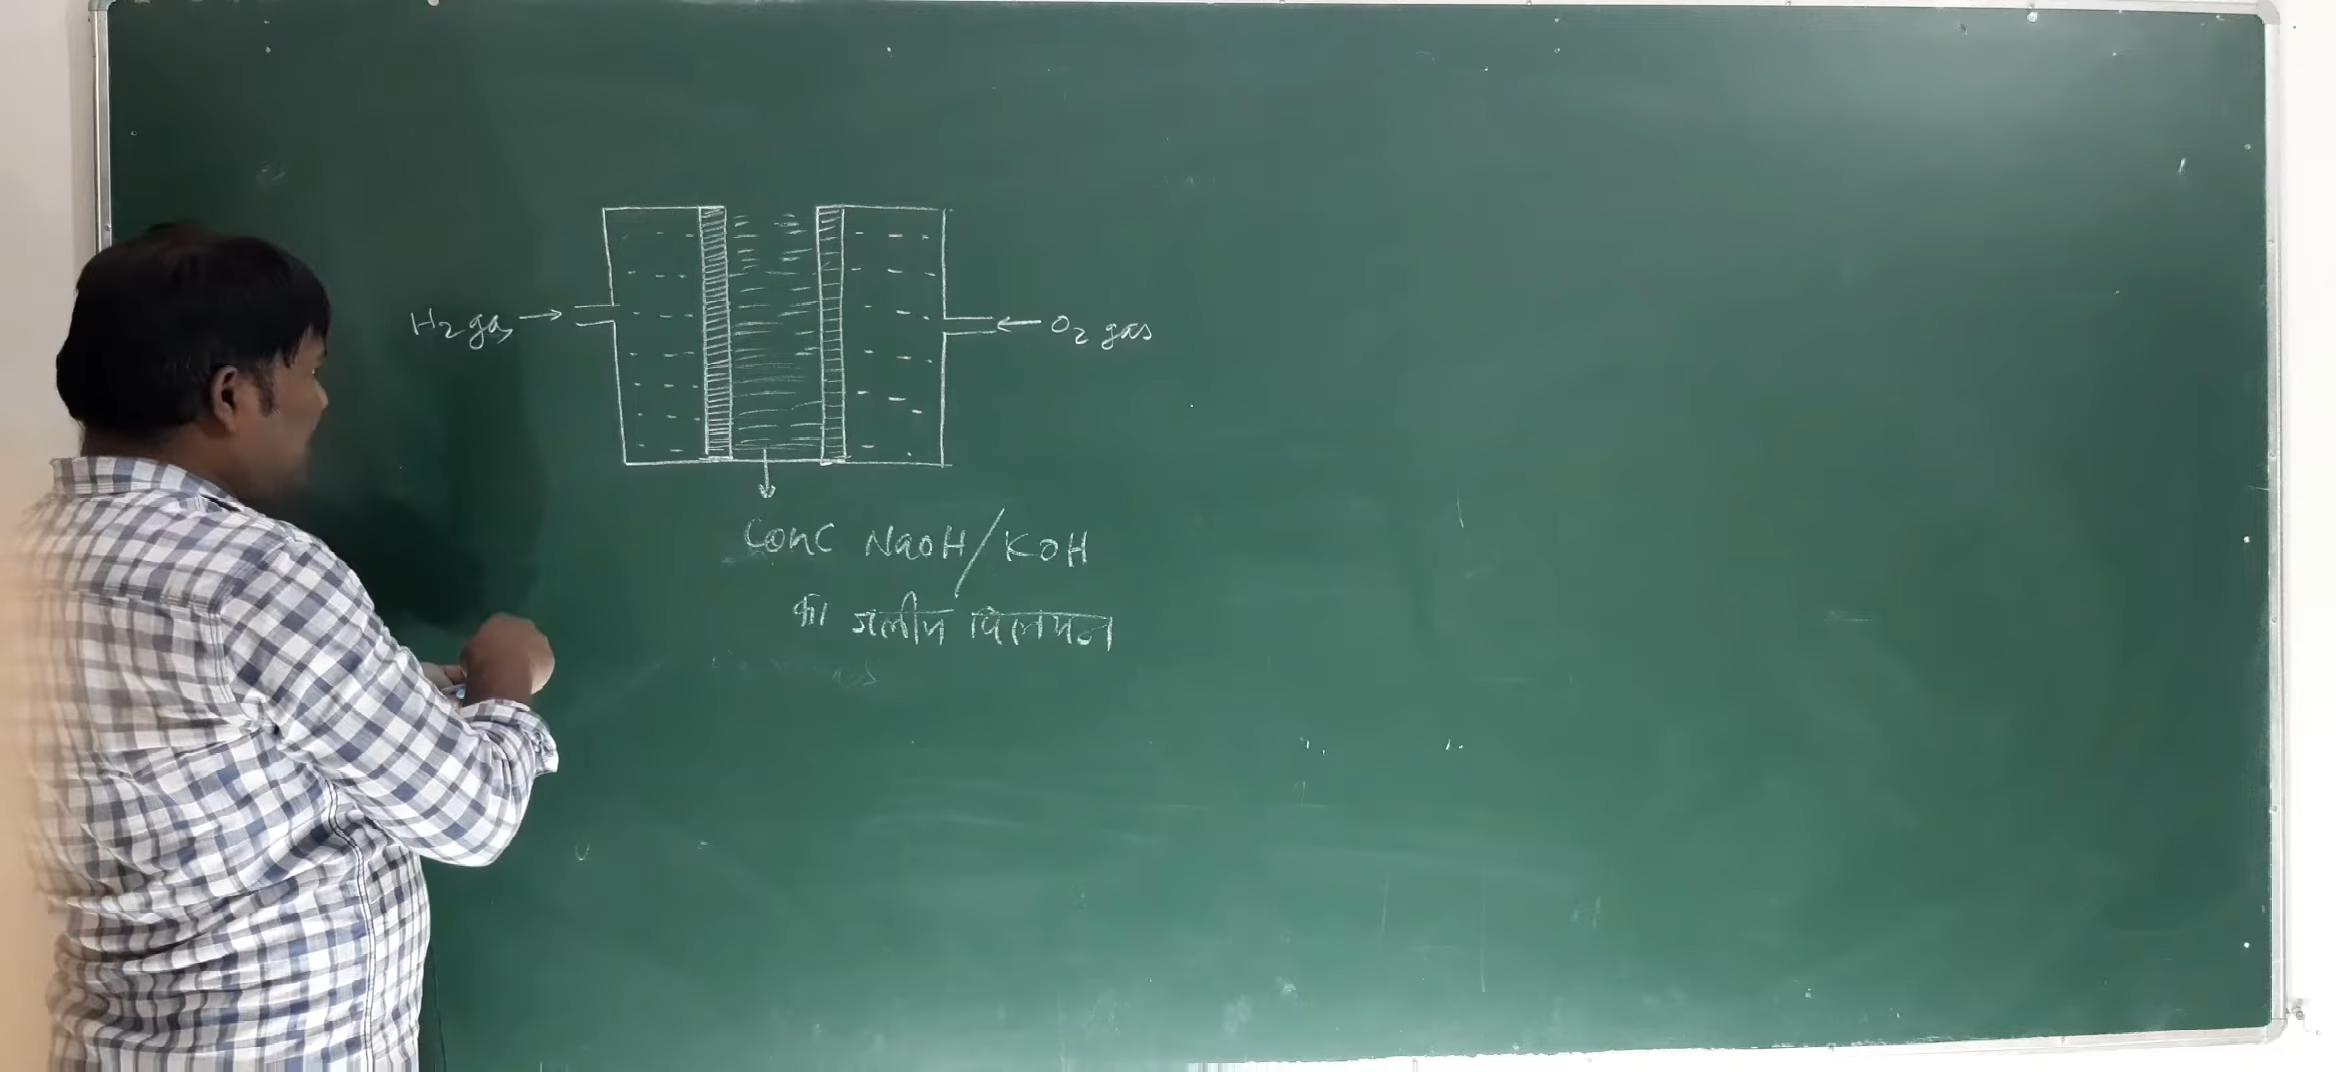 H₂ gas → ← O₂ gas
Conc NaOH/KOH
का जलीय विलयन